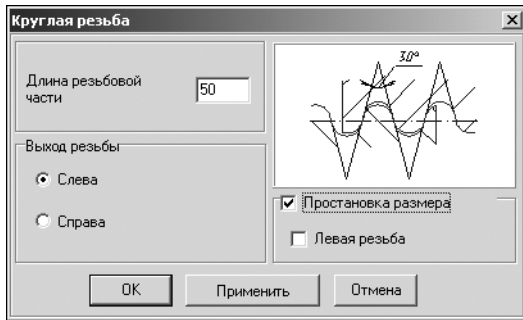 Круглая резьба
Длина резьбовой
части
50
30°
Выход резьбы
Слева
Справа
Простановка размера
Левая резьба
OK
Применить
Отмена